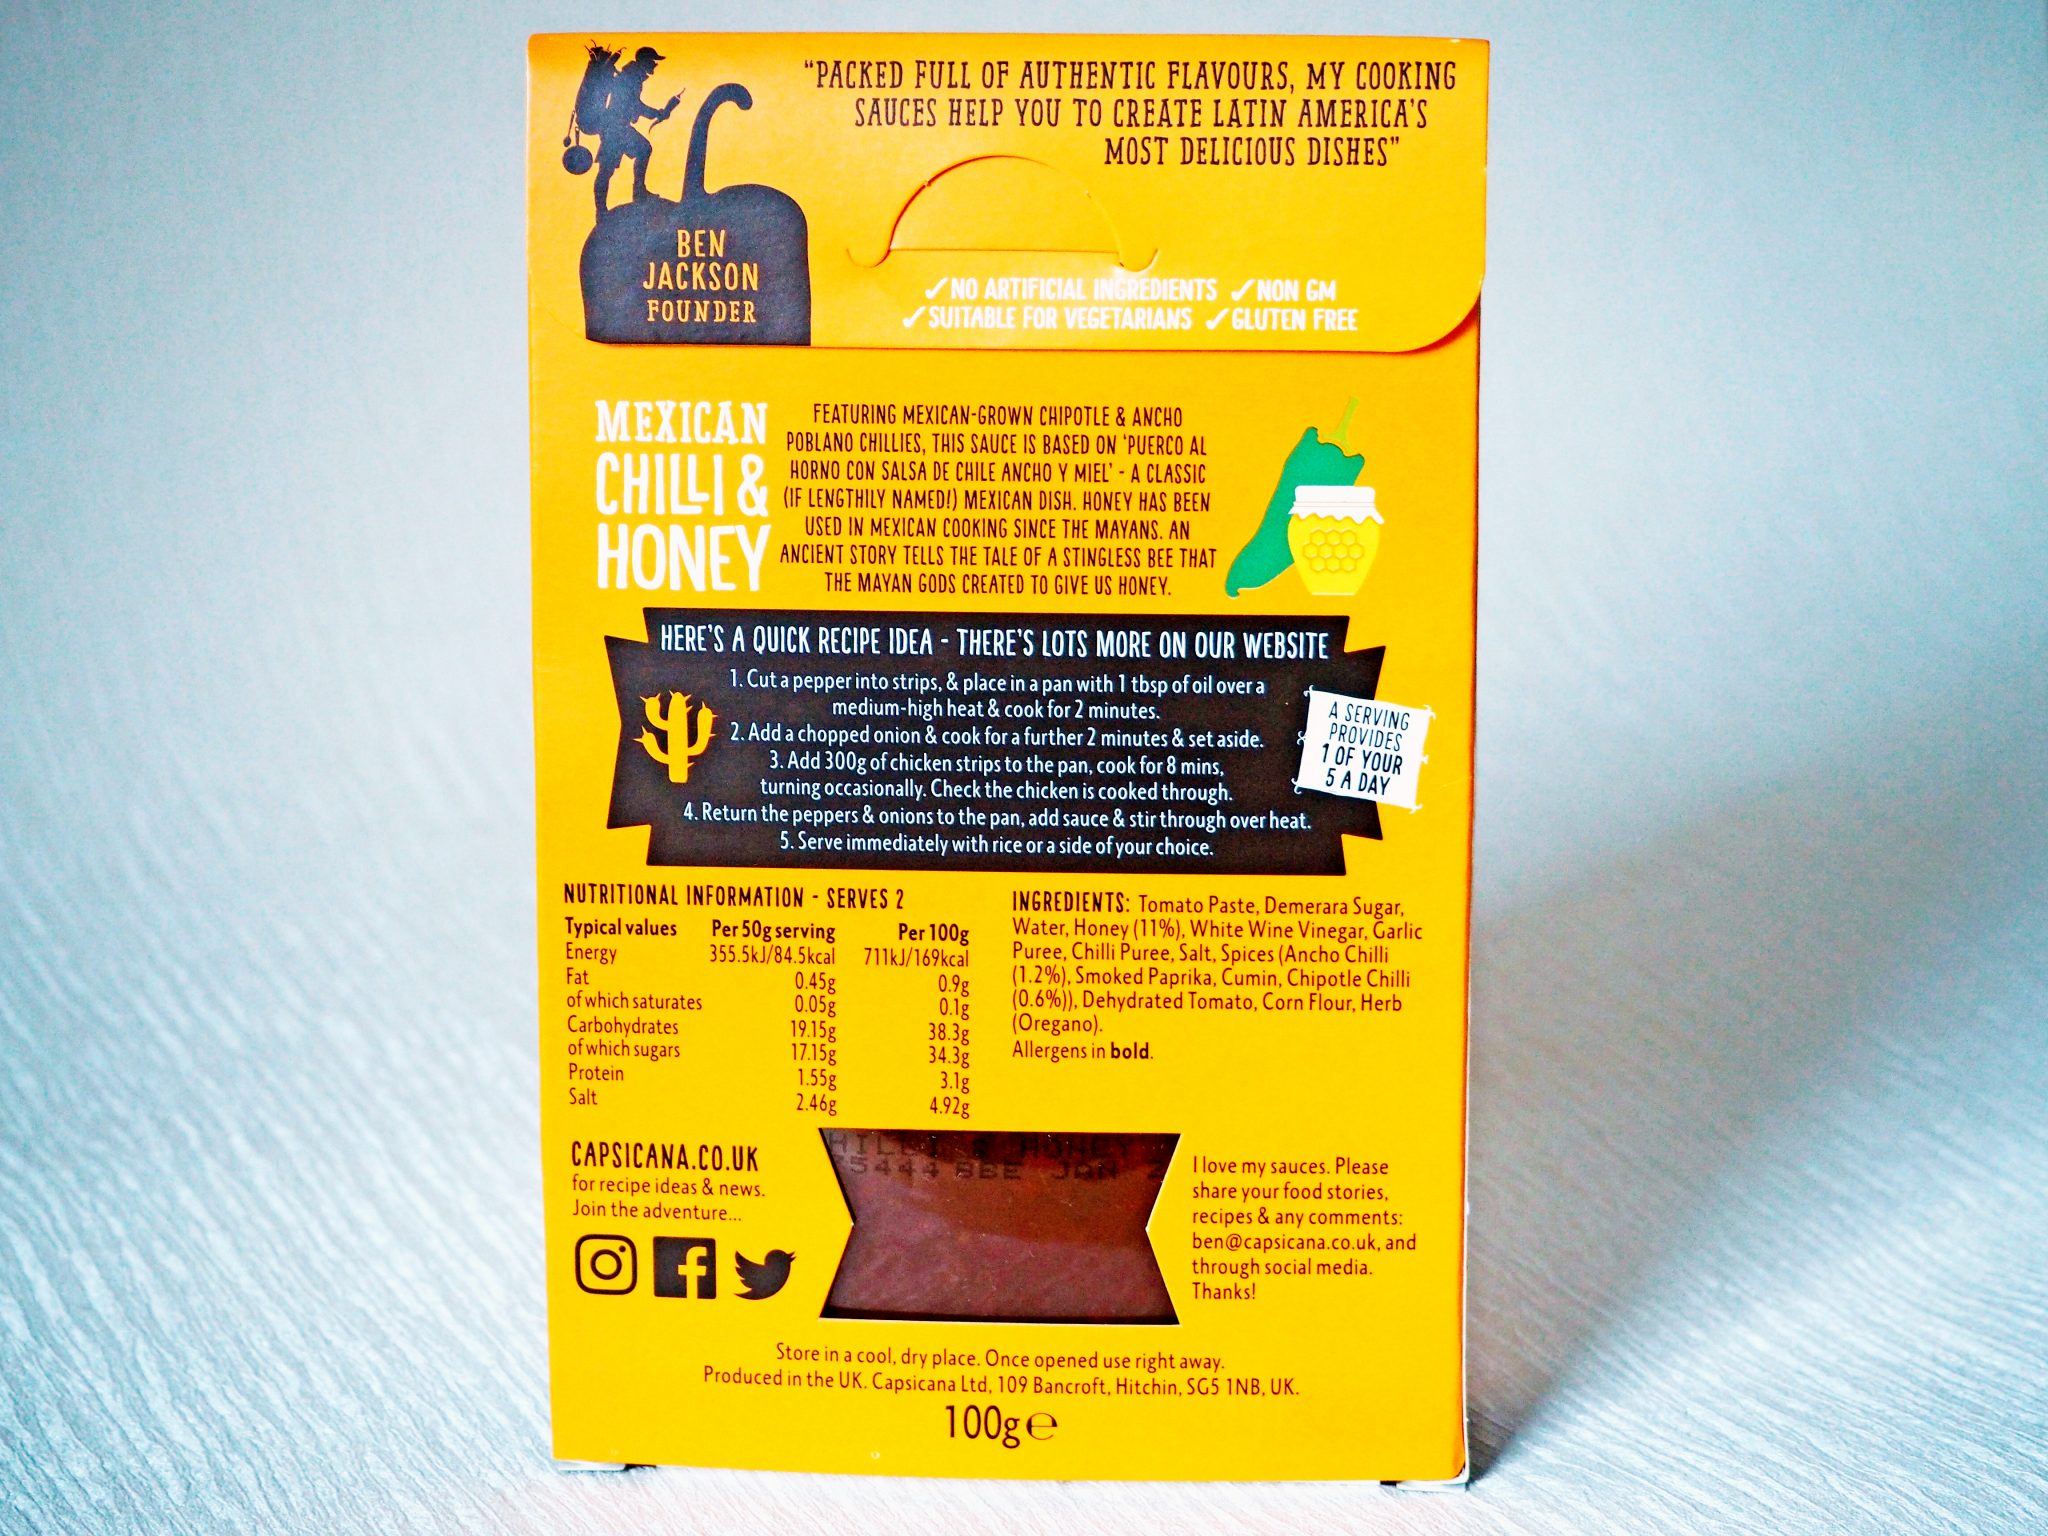 "PACKED FULL OF AUTHENTIC FLAVOURS, MY COOKING
SAUCES HELP YOU TO CREATE LATIN AMERICA'S
MOST DELICIOUS DISHES"
BEN
JACKSON
FOUNDER
✓NO ARTIFICIAL INGREDIENTS ✓NON GM
✓SUITABLE FOR VEGETARIANS ✓GLUTEN FREE
MEXICAN
CHILLI &
HONEY
FEATURING MEXICAN-GROWN CHIPOTLE & ANCHO
POBLANO CHILLIES, THIS SAUCE IS BASED ON 'PUERCO AL
HORNO CON SALSA DE CHILE ANCHO Y MIEL' - A CLASSIC
(IF LENGTHILY NAMED!) MEXICAN DISH. HONEY HAS BEEN
USED IN MEXICAN COOKING SINCE THE MAYANS. AN
ANCIENT STORY TELLS THE TALE OF A STINGLESS BEE THAT
THE MAYAN GODS CREATED TO GIVE US HONEY.
HERE'S A QUICK RECIPE IDEA - THERE'S LOTS MORE ON OUR WEBSITE
1. Cut a pepper into strips, & place in a pan with 1 tbsp of oil over a
medium-high heat & cook for 2 minutes.
2. Add a chopped onion & cook for a further 2 minutes & set aside.
3. Add 300g of chicken strips to the pan, cook for 8 mins,
turning occasionally. Check the chicken is cooked through.
4. Return the peppers & onions to the pan, add sauce & stir through over heat.
5. Serve immediately with rice or a side of your choice.
A SERVING
PROVIDES
1 OF YOUR
5 A DAY
NUTRITIONAL INFORMATION - SERVES 2
Typical values Per 50g serving Per 100g
Energy 355.5kJ/84.5kcal 711kJ/169kcal
Fat 0.45g 0.9g
of which saturates 0.05g 0.1g
Carbohydrates 19.15g 38.3g
of which sugars 17.15g 34.3g
Protein 1.55g 3.1g
Salt 2.46g 4.92g
INGREDIENTS: Tomato Paste, Demerara Sugar,
Water, Honey (11%), White Wine Vinegar, Garlic
Puree, Chilli Puree, Salt, Spices (Ancho Chilli
(1.2%), Smoked Paprika, Cumin, Chipotle Chilli
(0.6%)), Dehydrated Tomato, Corn Flour, Herb
(Oregano).
Allergens in bold.
CAPSICANA.CO.UK
for recipe ideas & news.
Join the adventure...
HILLI & HONEY
5444 BBE JAN 2
I love my sauces. Please
share your food stories,
recipes & any comments:
ben@capsicana.co.uk, and
through social media.
Thanks!
Store in a cool, dry place. Once opened use right away.
Produced in the UK. Capsicana Ltd, 109 Bancroft, Hitchin, SG5 1NB, UK.
100g ℮